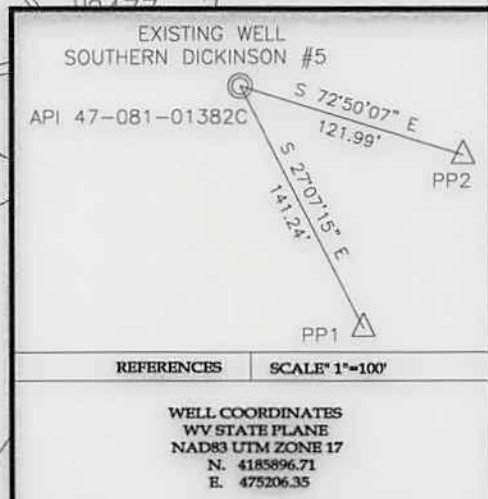 EXISTING WELL
SOUTHERN DICKINSON #5
API 47-081-01382C
S 72°50'07" E
121.99'
PP2
S 27°07'15" E
141.24'
PP1
REFERENCES
SCALE" 1"=100'
WELL COORDINATES
WV STATE PLANE
NAD83 UTM ZONE 17
N. 4185896.71
E. 475206.35